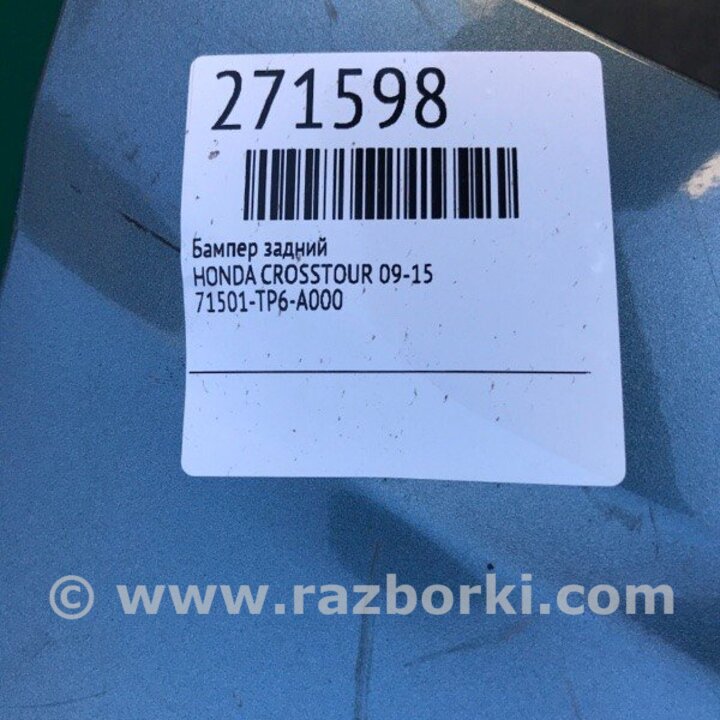 271598
Бампер задний
HONDA CROSSTOUR 09-15
71501-TP6-A000
© www.razborki.com